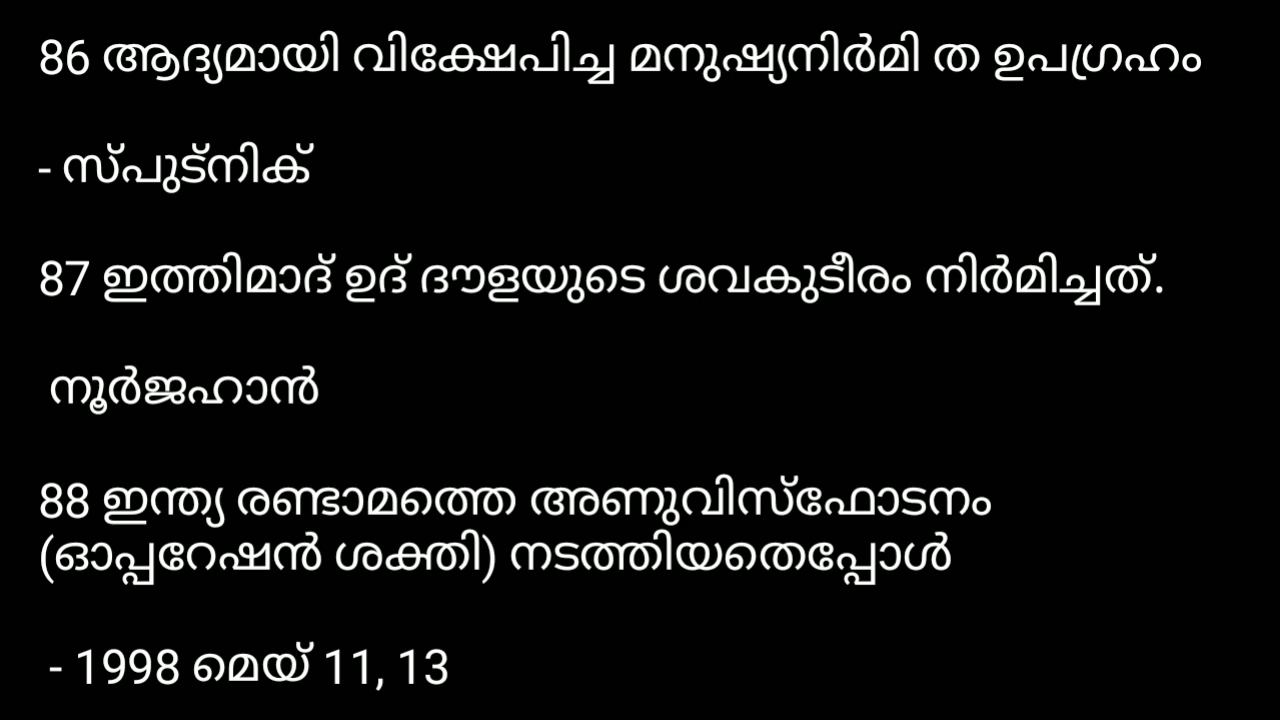 86 ആദ്യമായി വിക്ഷേപിച്ച മനുഷ്യനിർമി ത ഉപഗ്രഹം
- സ്പുട്നിക്
87 ഇത്തിമാദ് ഉദ് ദൗളയുടെ ശവകുടീരം നിർമിച്ചത്.
നൂർജഹാൻ
88 ഇന്ത്യ രണ്ടാമത്തെ അണുവിസ്ഫോടനം
(ഓപ്പറേഷൻ ശക്തി) നടത്തിയതെപ്പോൾ
- 1998 മെയ് 11, 13